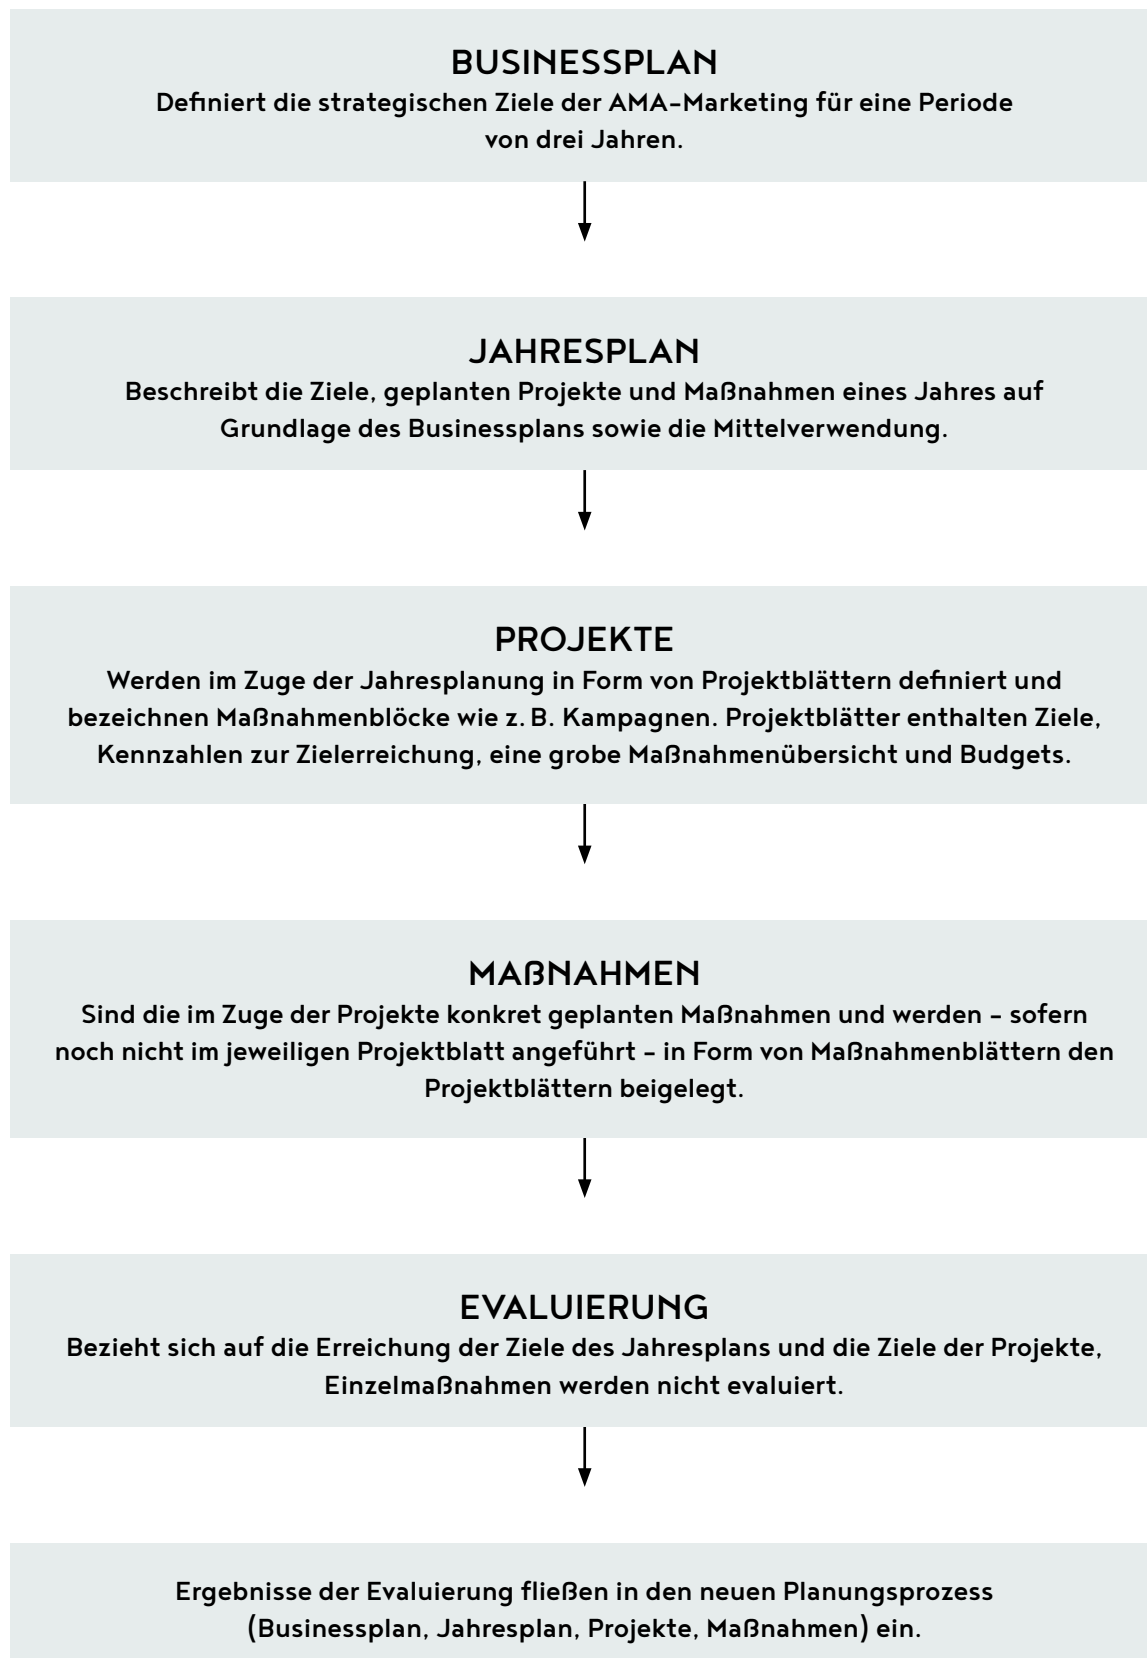 BUSINESSPLAN
Definiert die strategischen Ziele der AMA-Marketing für eine Periode
von drei Jahren.
JAHRESPLAN
Beschreibt die Ziele, geplanten Projekte und Maßnahmen eines Jahres auf
Grundlage des Businessplans sowie die Mittelverwendung.
PROJEKTE
Werden im Zuge der Jahresplanung in Form von Projektblättern definiert und
bezeichnen Maßnahmenblöcke wie z. B. Kampagnen. Projektblätter enthalten Ziele,
Kennzahlen zur Zielerreichung, eine grobe Maßnahmenübersicht und Budgets.
MAßNAHMEN
Sind die im Zuge der Projekte konkret geplanten Maßnahmen und werden – sofern
noch nicht im jeweiligen Projektblatt angeführt – in Form von Maßnahmenblättern den
Projektblättern beigelegt.
EVALUIERUNG
Bezieht sich auf die Erreichung der Ziele des Jahresplans und die Ziele der Projekte,
Einzelmaßnahmen werden nicht evaluiert.
Ergebnisse der Evaluierung fließen in den neuen Planungsprozess
(Businessplan, Jahresplan, Projekte, Maßnahmen) ein.